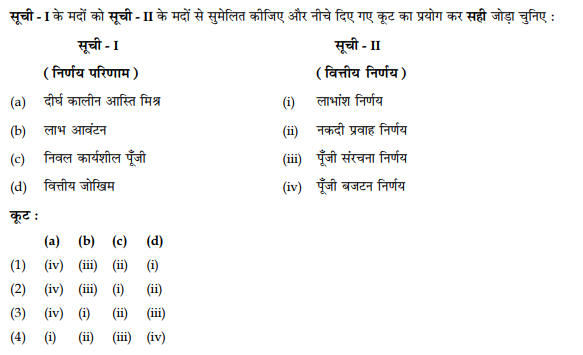 सूची - I के मदों को सूची - II के मदों से सुमेलित कीजिए और नीचे दिए गए कूट का प्रयोग कर सही जोड़ा चुनिए :
सूची - I सूची - II
( निर्णय परिणाम ) ( वित्तीय निर्णय )
(a) दीर्घ कालीन आस्ति मिश्र (i) लाभांश निर्णय
(b) लाभ आवंटन (ii) नकदी प्रवाह निर्णय
(c) निवल कार्यशील पूँजी (iii) पूँजी संरचना निर्णय
(d) वित्तीय जोखिम (iv) पूँजी बजटन निर्णय
कूट :
(a) (b) (c) (d)
(1) (iv) (iii) (ii) (i)
(2) (iv) (iii) (i) (ii)
(3) (iv) (i) (ii) (iii)
(4) (i) (ii) (iii) (iv)